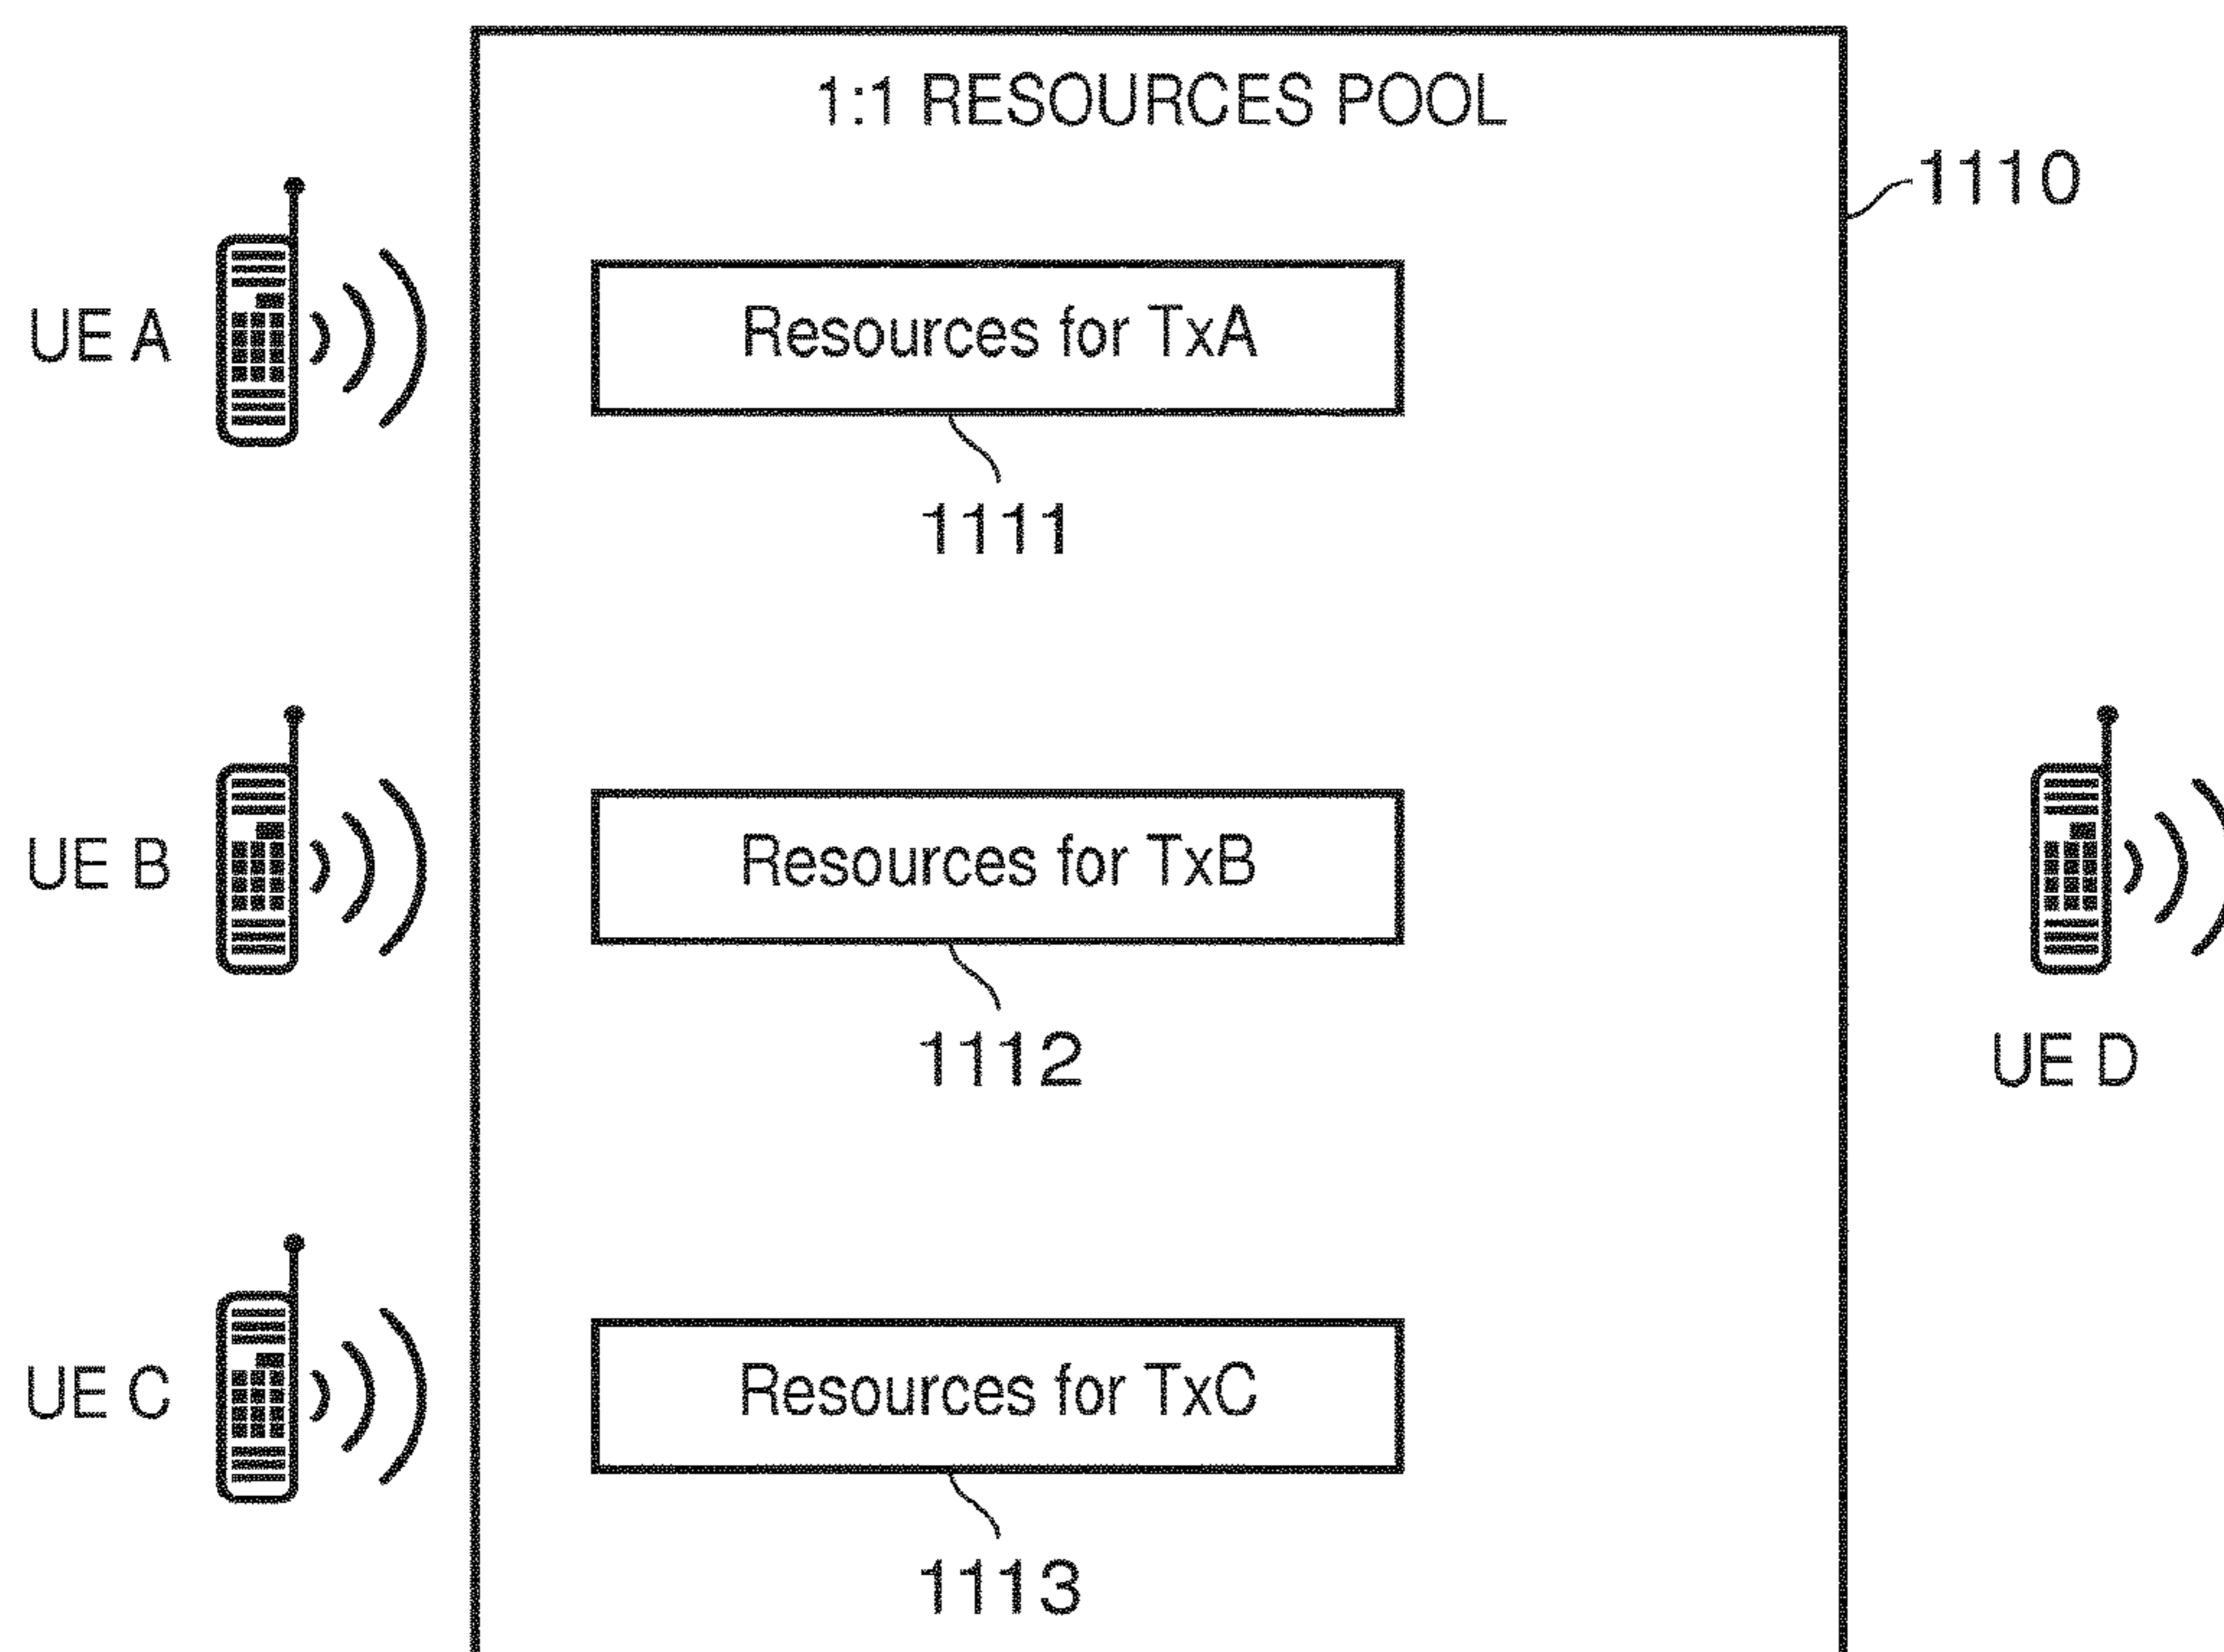 1:1 RESOURCES POOL
1110
UE A
Resources for TxA
1111
UE B
Resources for TxB
1112
UE D
UE C
Resources for TxC
1113